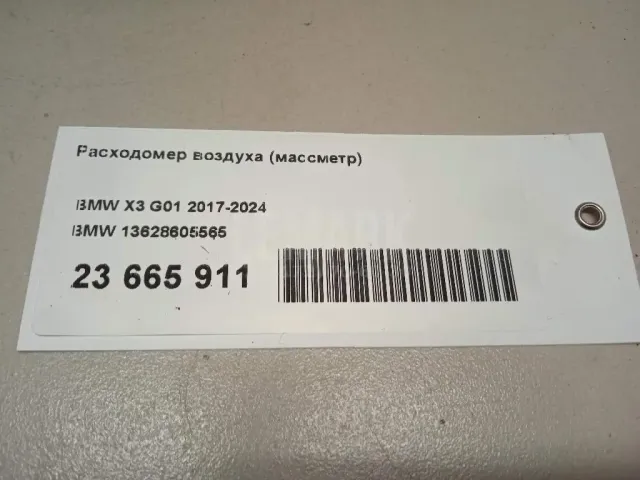 Расходомер воздуха (массметр)
BMW X3 G01 2017-2024
BMW 13628605565
23 665 911